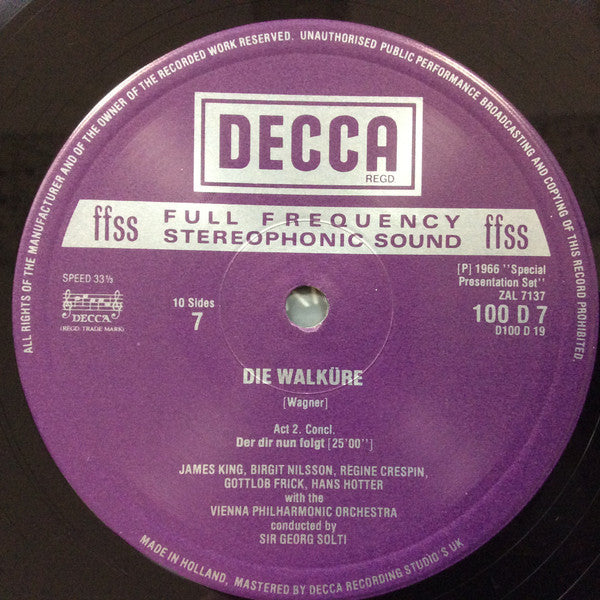 ALL RIGHTS OF THE MANUFACTURER AND OF THE OWNER OF THE RECORDED WORK RESERVED. UNAUTHORISED PUBLIC PERFORMANCE BROADCASTING AND COPYING OF THIS RECORD PROHIBITED.
DECCA
REGD.
ffss FULL FREQUENCY STEREOPHONIC SOUND ffss
SPEED 33⅓
DECCA
(REGD. TRADE MARK)
10 Sides
7
[P] 1966 "Special
Presentation Set"
ZAL 7137
100 D 7
D100 D 19
DIE WALKÜRE
[Wagner]
Act 2. Concl.
Der dir nun folgt [25'00"]
JAMES KING, BIRGIT NILSSON, REGINE CRESPIN,
GOTTLOB FRICK, HANS HOTTER
with the
VIENNA PHILHARMONIC ORCHESTRA
conducted by
SIR GEORG SOLTI
MADE IN HOLLAND, MASTERED BY DECCA RECORDING STUDIO'S UK